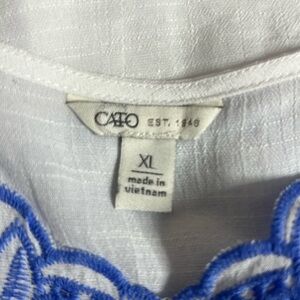 CATO EST. 1946
XL
made in
vietnam